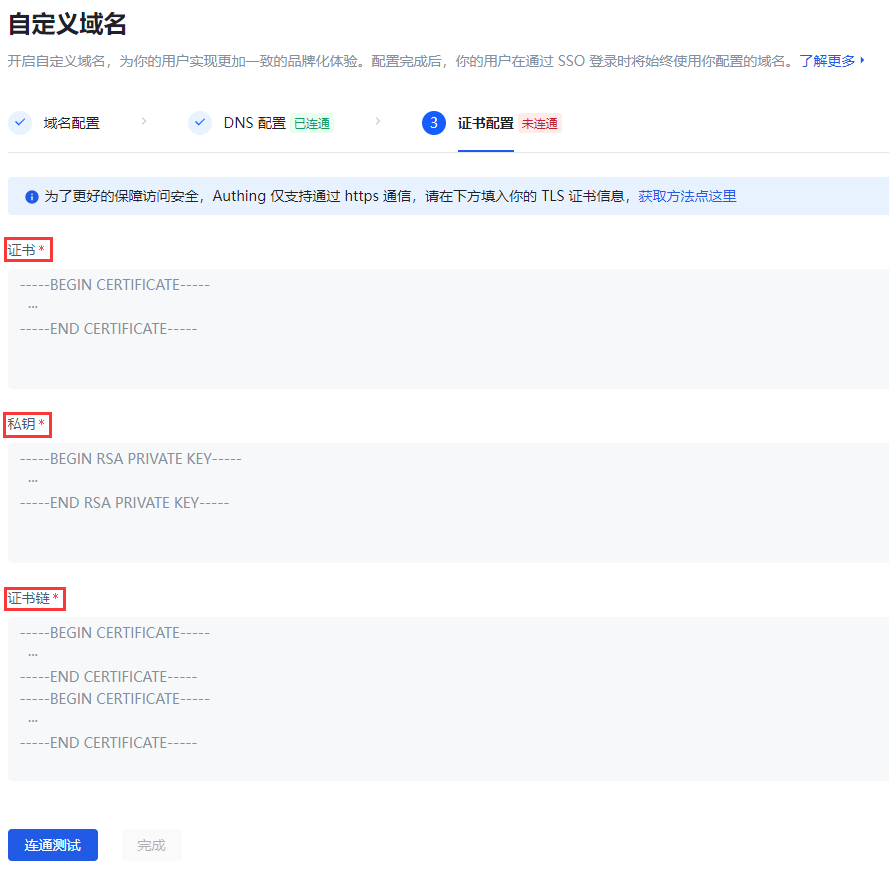 自定义域名
开启自定义域名，为你的用户实现更加一致的品牌化体验。配置完成后，你的用户在通过 SSO 登录时将始终使用你配置的域名。了解更多
域名配置 DNS 配置 已连通 3 证书配置 未连通
为了更好的保障访问安全，Authing 仅支持通过 https 通信，请在下方填入你的 TLS 证书信息，获取方法点这里
证书 *
-----BEGIN CERTIFICATE-----
...
-----END CERTIFICATE-----
私钥 *
-----BEGIN RSA PRIVATE KEY-----
...
-----END RSA PRIVATE KEY-----
证书链 *
-----BEGIN CERTIFICATE-----
...
-----END CERTIFICATE-----
-----BEGIN CERTIFICATE-----
...
-----END CERTIFICATE-----
连通测试 完成